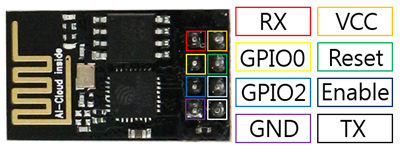 AI-Cloud inside
RX VCC
GPIO0 Reset
GPIO2 Enable
GND TX